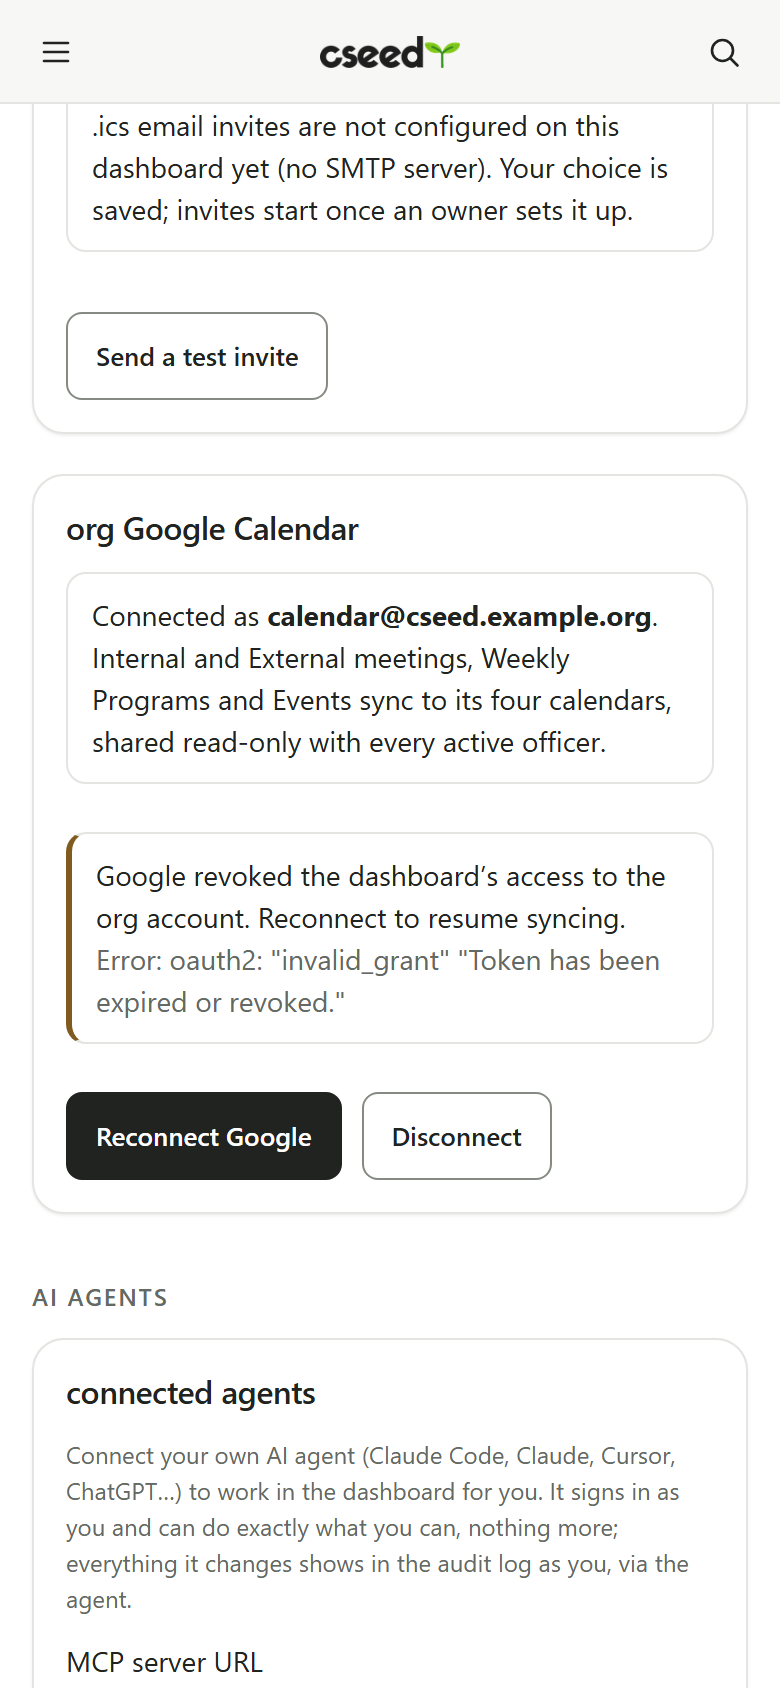 cseed
.ics email invites are not configured on this
dashboard yet (no SMTP server). Your choice is
saved; invites start once an owner sets it up.
Send a test invite
org Google Calendar
Connected as calendar@cseed.example.org.
Internal and External meetings, Weekly
Programs and Events sync to its four calendars,
shared read-only with every active officer.
Google revoked the dashboard’s access to the
org account. Reconnect to resume syncing.
Error: oauth2: "invalid_grant" "Token has been
expired or revoked."
Reconnect Google
Disconnect
AI AGENTS
connected agents
Connect your own AI agent (Claude Code, Claude, Cursor,
ChatGPT…) to work in the dashboard for you. It signs in as
you and can do exactly what you can, nothing more;
everything it changes shows in the audit log as you, via the
agent.
MCP server URL